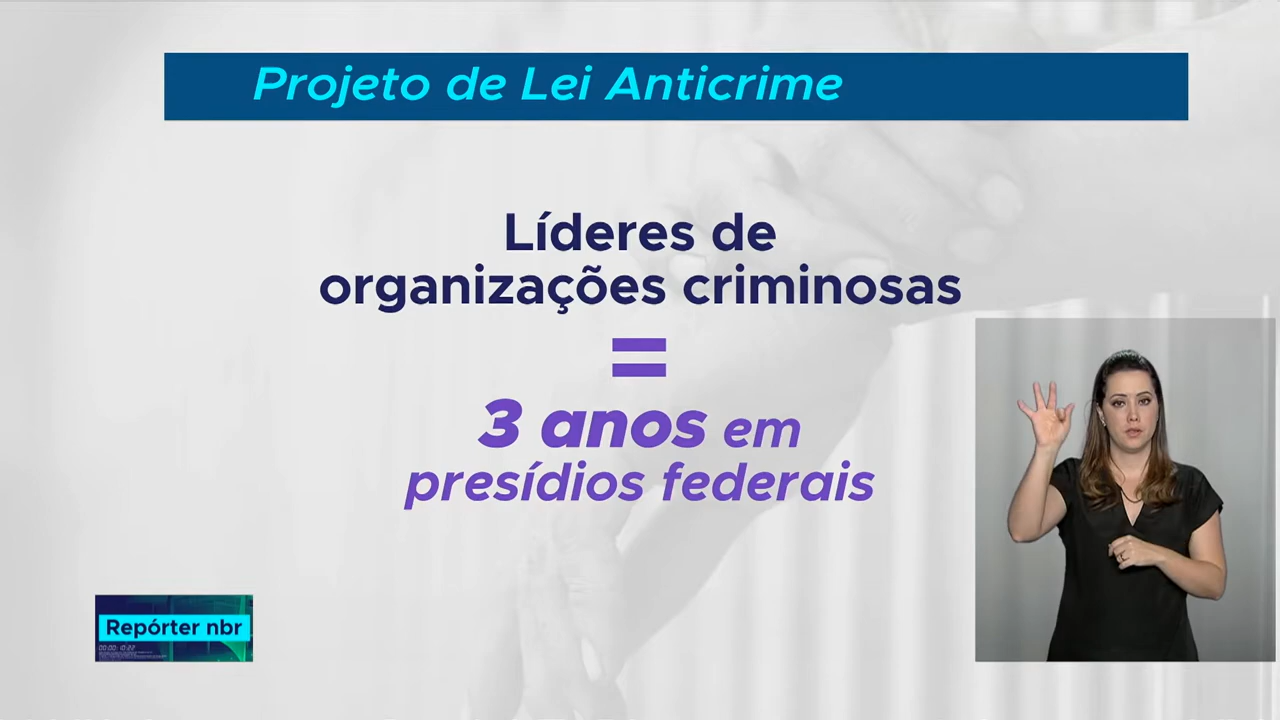 Projeto de Lei Anticrime
Líderes de
organizações criminosas
=
3 anos em
presídios federais
Repórter nbr